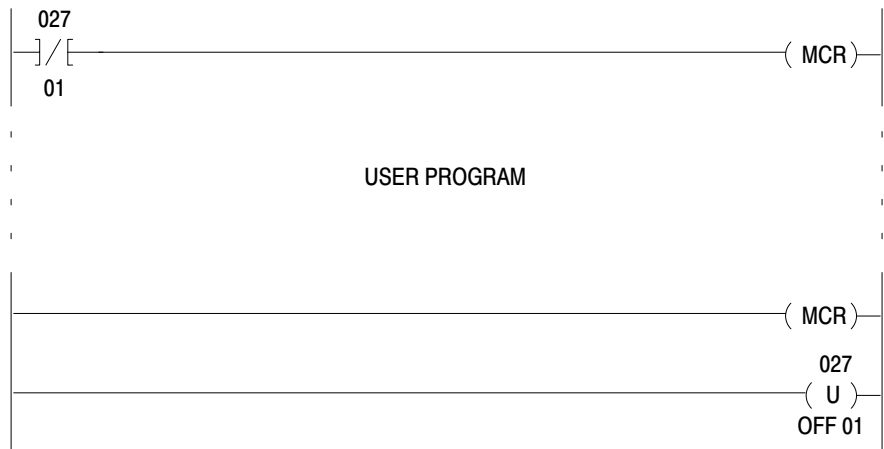 027
]/[
( MCR )
01
USER PROGRAM
( MCR )
027
( U )
OFF 01